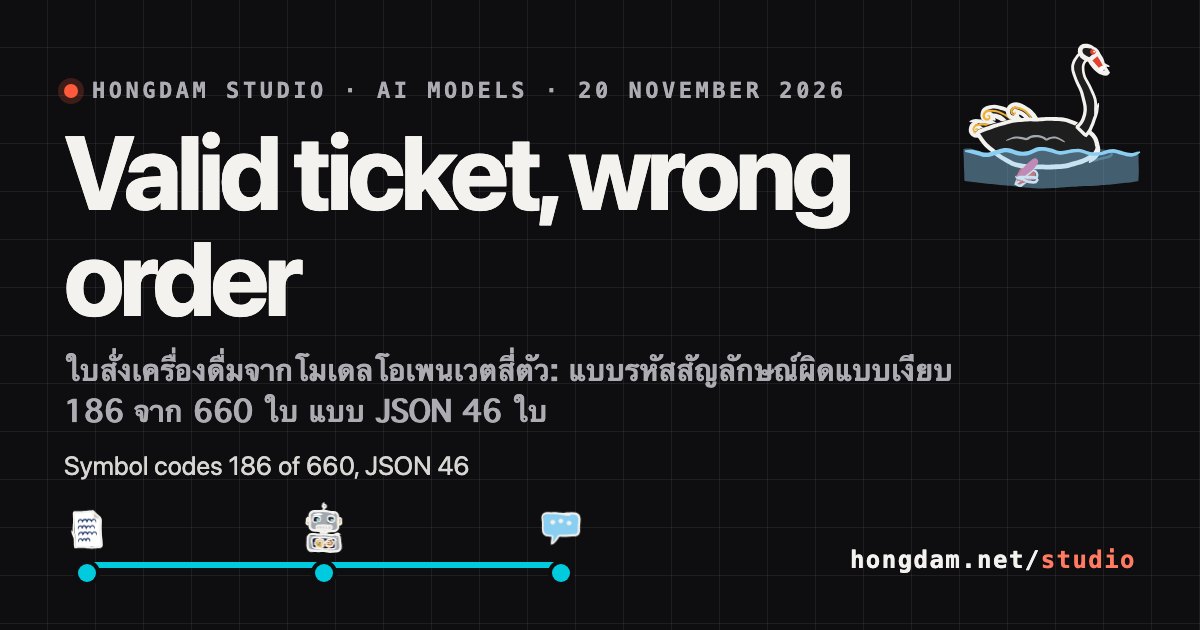 HONGDAM STUDIO · AI MODELS · 20 NOVEMBER 2026
Valid ticket, wrong
order
ใบสั่งเครื่องดื่มจากโมเดลโอเพนเวตสี่ตัว: แบบรหัสสัญลักษณ์ผิดแบบเงียบ
186 จาก 660 ใบ แบบ JSON 46 ใบ
Symbol codes 186 of 660, JSON 46
hongdam.net/studio